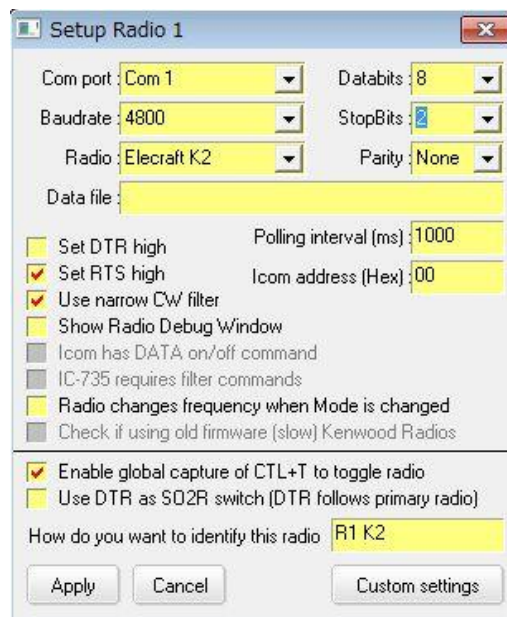 Setup Radio 1
Com port : Com 1 Databits : 8
Baudrate : 4800 StopBits : 2
Radio : Elecraft K2 Parity : None
Data file :
Polling interval (ms) : 1000
Set DTR high
Set RTS high
Icom address (Hex) : 00
Use narrow CW filter
Show Radio Debug Window
Icom has DATA on/off command
IC-735 requires filter commands
Radio changes frequency when Mode is changed
Check if using old firmware (slow) Kenwood Radios
Enable global capture of CTL+T to toggle radio
Use DTR as SO2R switch (DTR follows primary radio)
How do you want to identify this radio R1 K2
Apply Cancel Custom settings